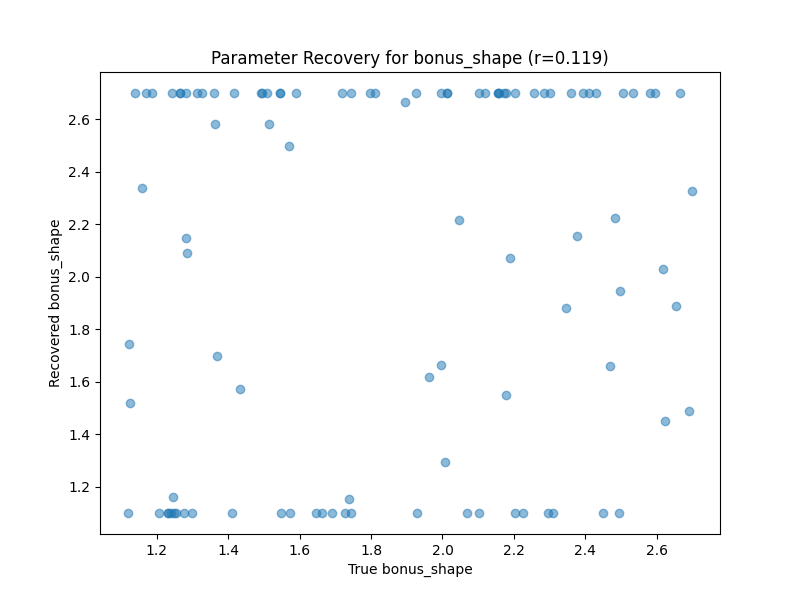 Parameter Recovery for bonus_shape (r=0.119)
2.6
2.4
2.2
2.0
1.8
1.6
1.4
1.2
Recovered bonus_shape
1.2 1.4 1.6 1.8 2.0 2.2 2.4 2.6
True bonus_shape